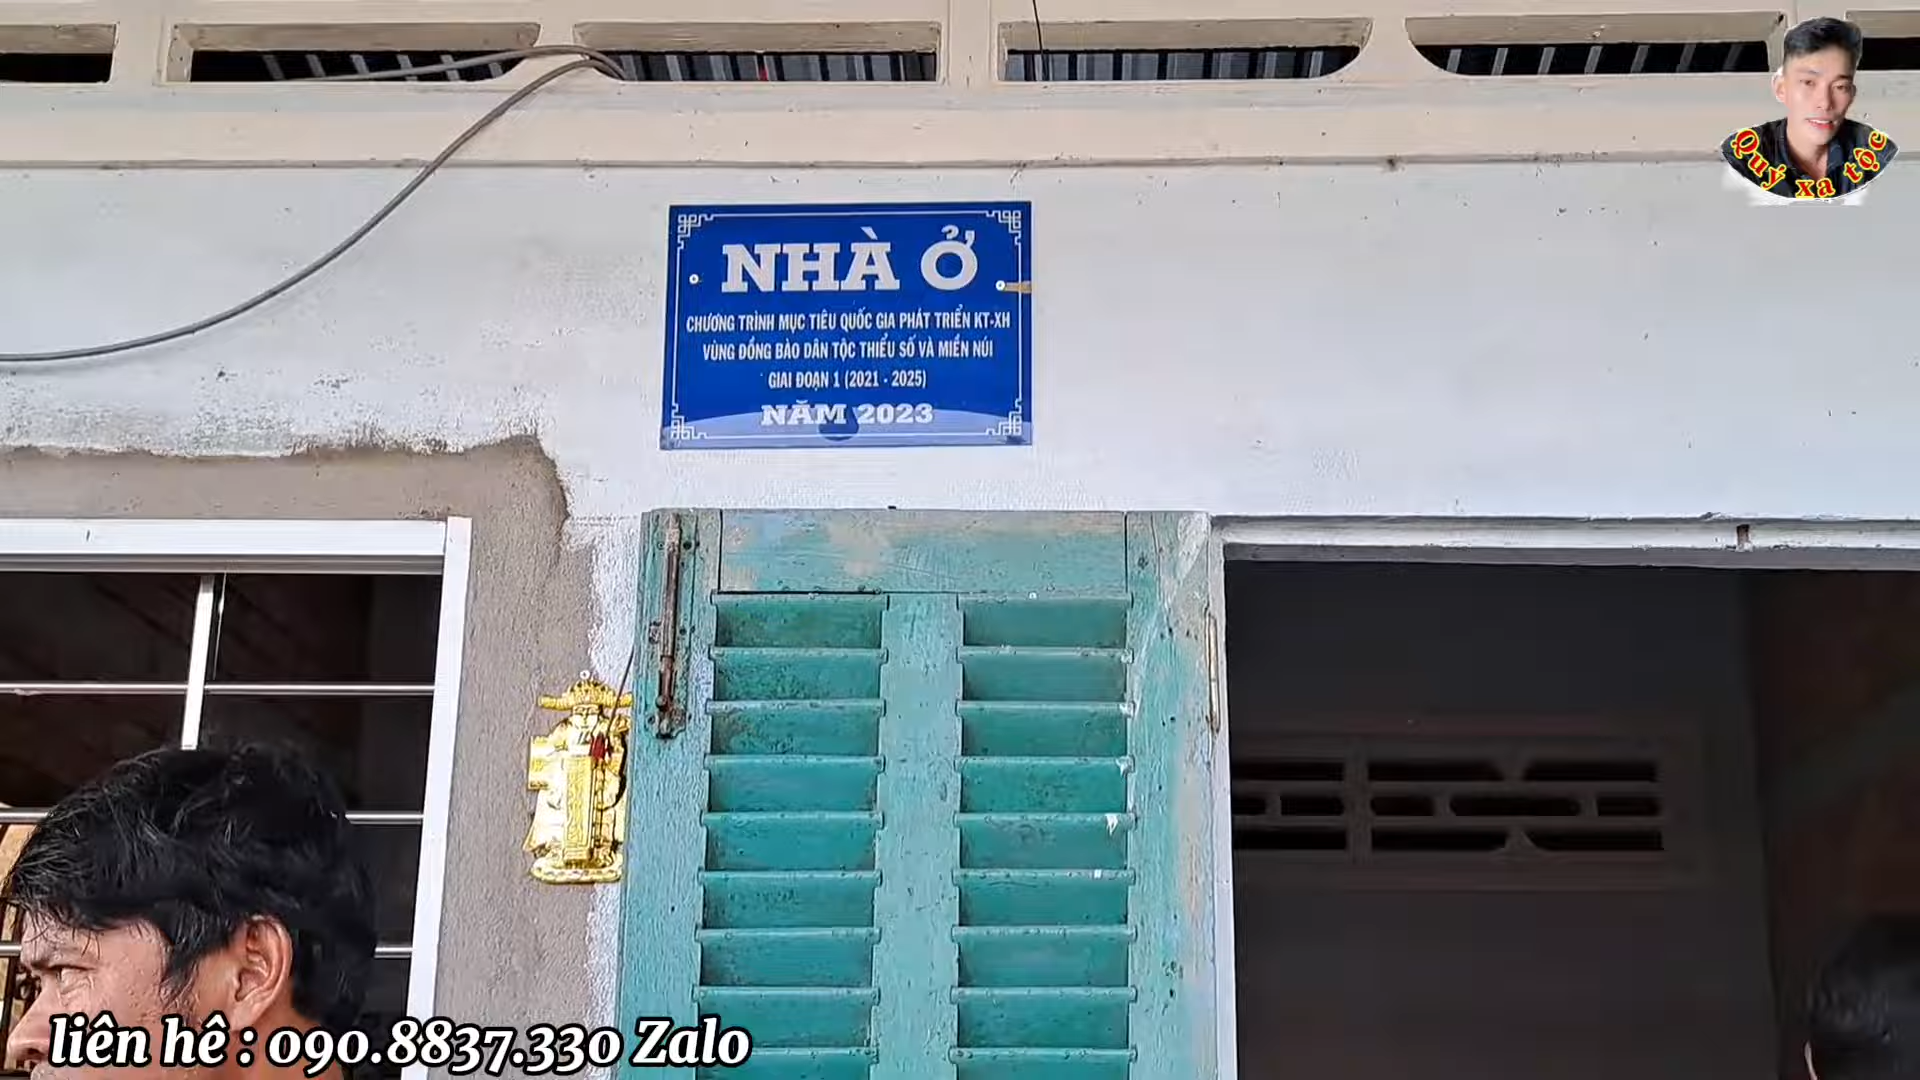 Quý xa tộc
NHÀ Ở
CHƯƠNG TRÌNH MỤC TIÊU QUỐC GIA PHÁT TRIỂN KT-XH
VÙNG ĐỒNG BÀO DÂN TỘC THIỂU SỐ VÀ MIỀN NÚI
GIAI ĐOẠN 1 (2021 - 2025)
NĂM 2023
liên hê : 090.8837.330 Zalo